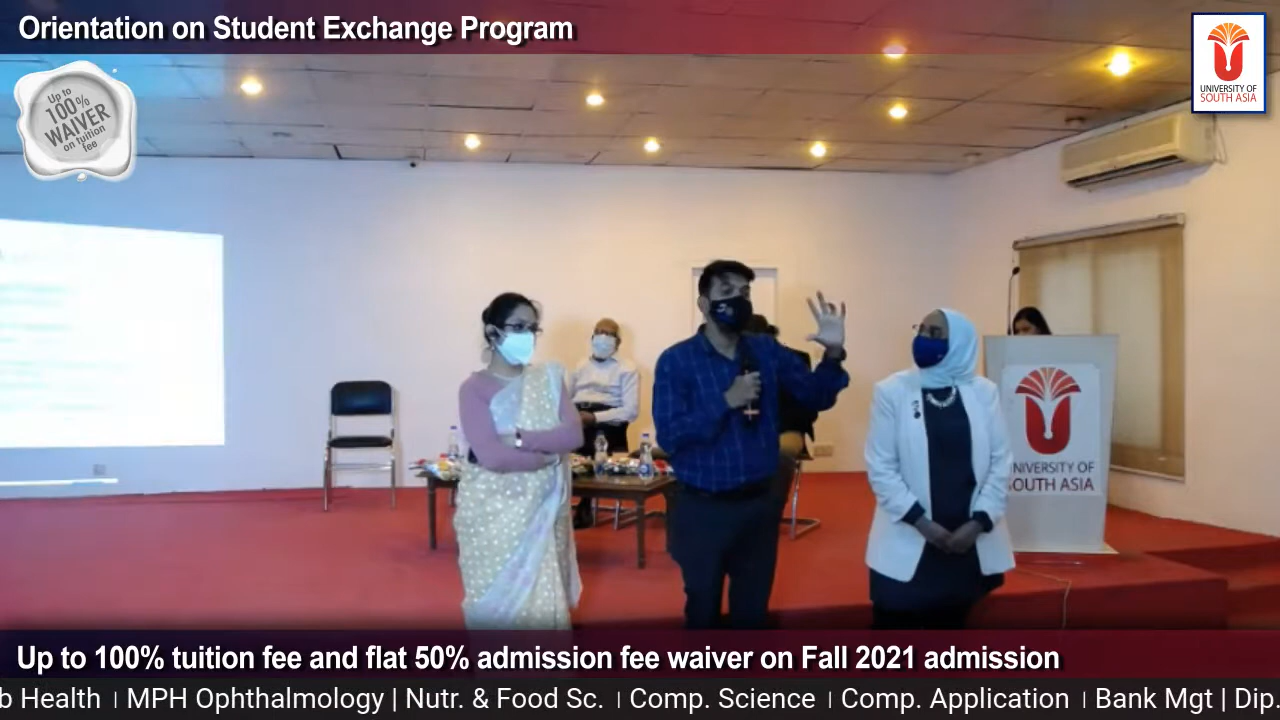 Orientation on Student Exchange Program
UNIVERSITY OF
SOUTH ASIA
Up to
100%
WAIVER
on tuition
fee
NIVERSITY OF
SOUTH ASIA
Up to 100% tuition fee and flat 50% admission fee waiver on Fall 2021 admission
b Health | MPH Ophthalmology | Nutr. & Food Sc. | Comp. Science | Comp. Application | Bank Mgt | Dip.